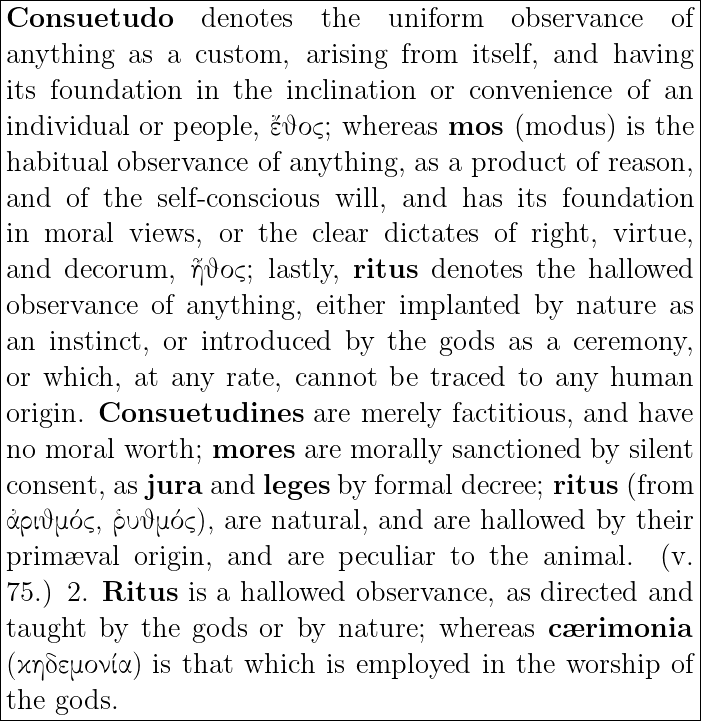 Consuetudo denotes the uniform observance of
anything as a custom, arising from itself, and having
its foundation in the inclination or convenience of an
individual or people, ἔθος; whereas mos (modus) is the
habitual observance of anything, as a product of reason,
and of the self-conscious will, and has its foundation
in moral views, or the clear dictates of right, virtue,
and decorum, ἦθος; lastly, ritus denotes the hallowed
observance of anything, either implanted by nature as
an instinct, or introduced by the gods as a ceremony,
or which, at any rate, cannot be traced to any human
origin. Consuetudines are merely factitious, and have
no moral worth; mores are morally sanctioned by silent
consent, as jura and leges by formal decree; ritus (from
ἀριθμός, ῥυθμός), are natural, and are hallowed by their
primæval origin, and are peculiar to the animal. (v.
75.) 2. Ritus is a hallowed observance, as directed and
taught by the gods or by nature; whereas cærimonia
(κηδεμονία) is that which is employed in the worship of
the gods.